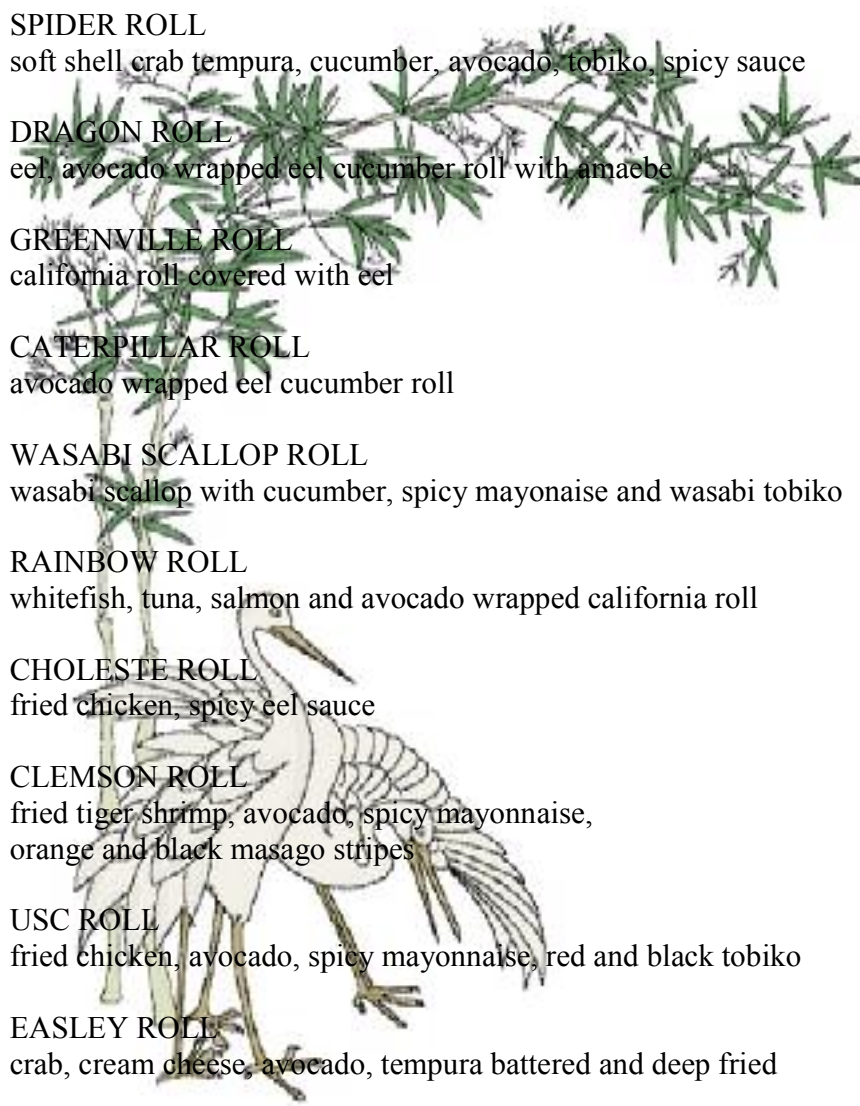 SPIDER ROLL
soft shell crab tempura, cucumber, avocado, tobiko, spicy sauce
DRAGON ROLL
eel, avocado wrapped eel cucumber roll with amaebe
GREENVILLE ROLL
california roll covered with eel
CATERPILLAR ROLL
avocado wrapped eel cucumber roll
WASABI SCALLOP ROLL
wasabi scallop with cucumber, spicy mayonaise and wasabi tobiko
RAINBOW ROLL
whitefish, tuna, salmon and avocado wrapped california roll
CHOLESTE ROLL
fried chicken, spicy eel sauce
CLEMSON ROLL
fried tiger shrimp, avocado, spicy mayonnaise,
orange and black masago stripes
USC ROLL
fried chicken, avocado, spicy mayonnaise, red and black tobiko
EASLEY ROLL
crab, cream cheese, avocado, tempura battered and deep fried